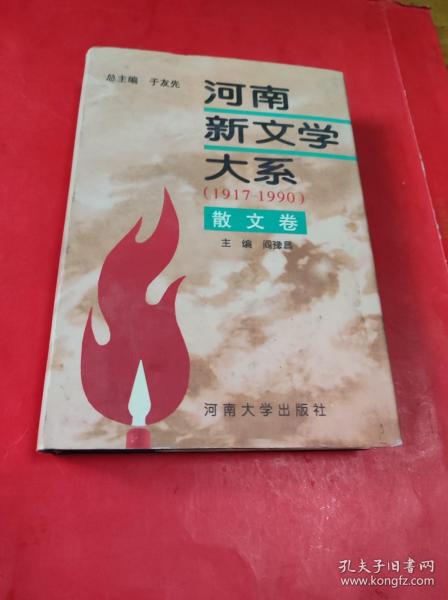 总主编 于友先
河南
新文学
大系
(1917-1990)
散文卷
主编 阎豫昌
河南大学出版社
孔夫子旧书网
www.kongfz.com